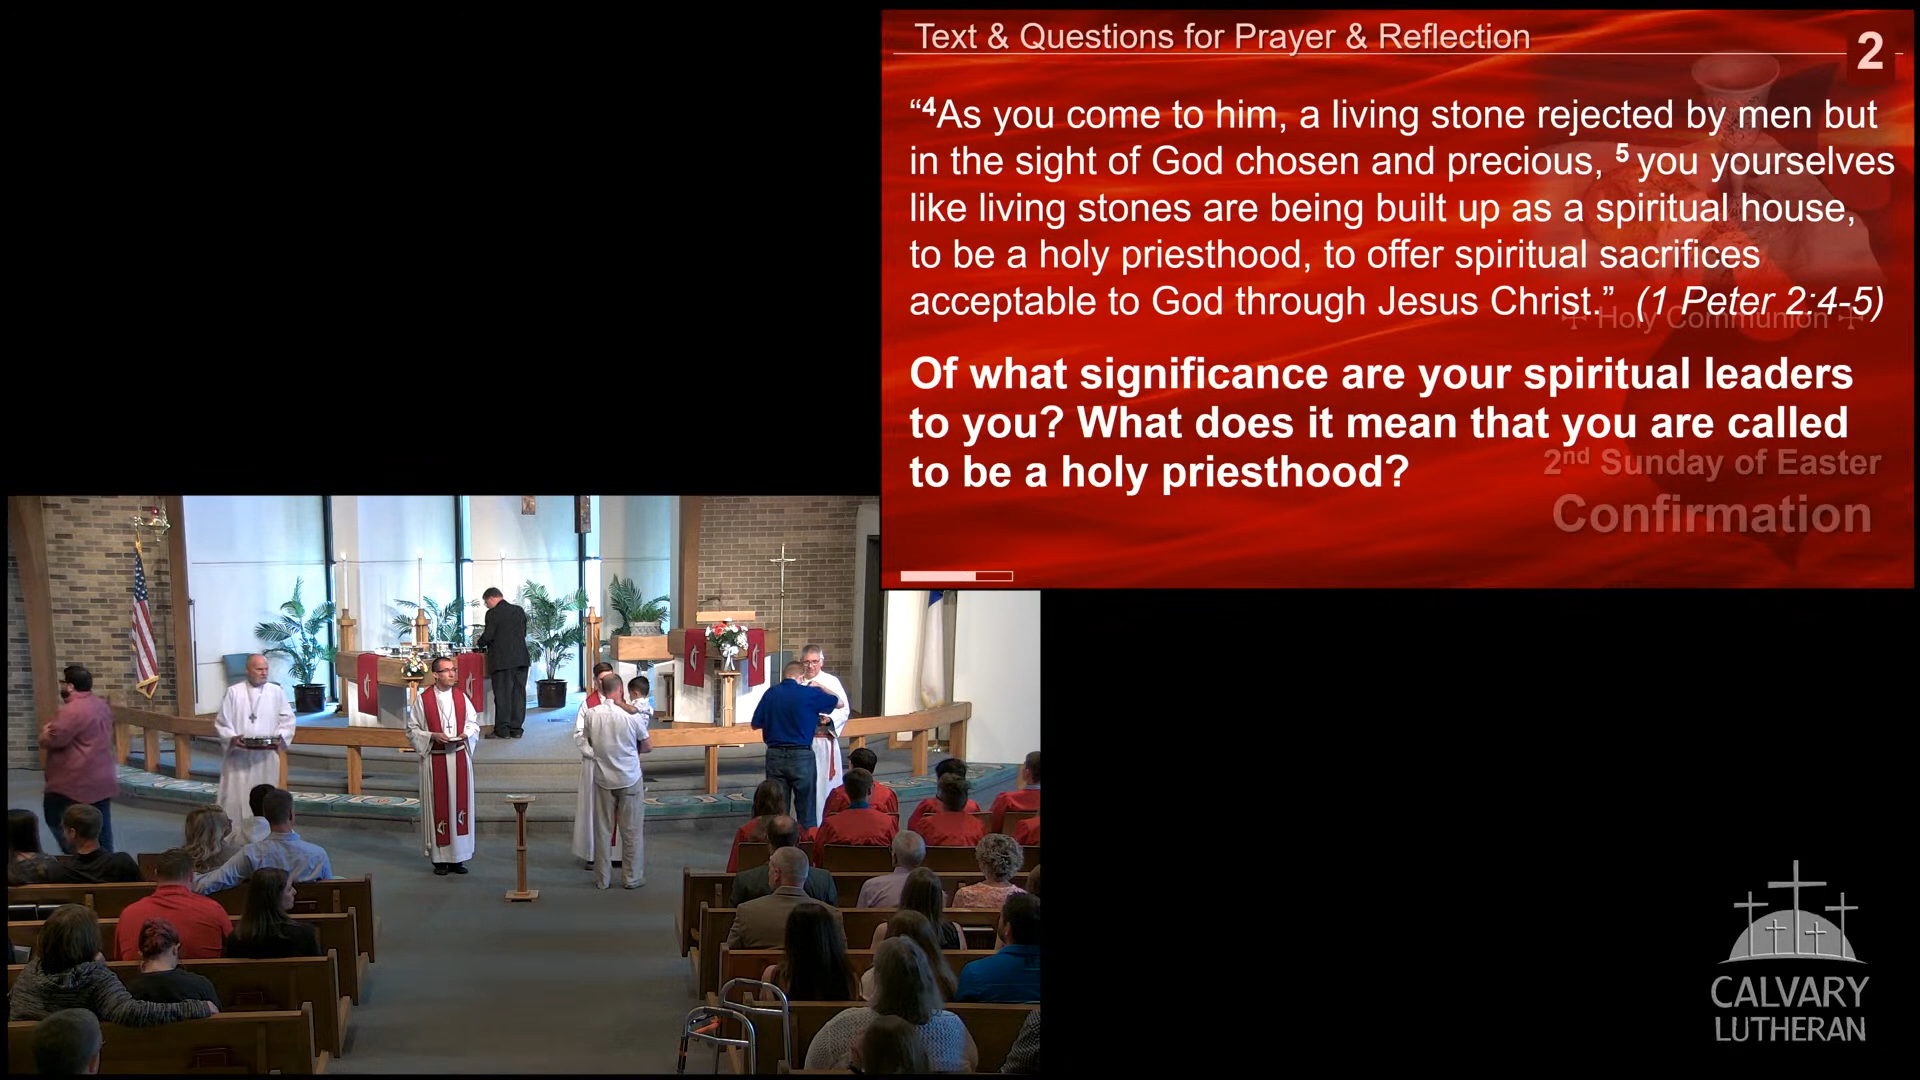 Text & Questions for Prayer & Reflection
2
“4As you come to him, a living stone rejected by men but
in the sight of God chosen and precious, 5 you yourselves
like living stones are being built up as a spiritual house,
to be a holy priesthood, to offer spiritual sacrifices
acceptable to God through Jesus Christ.” (1 Peter 2:4-5)
Holy Communion
Of what significance are your spiritual leaders
to you? What does it mean that you are called
to be a holy priesthood?
2nd Sunday of Easter
Confirmation
CALVARY
LUTHERAN